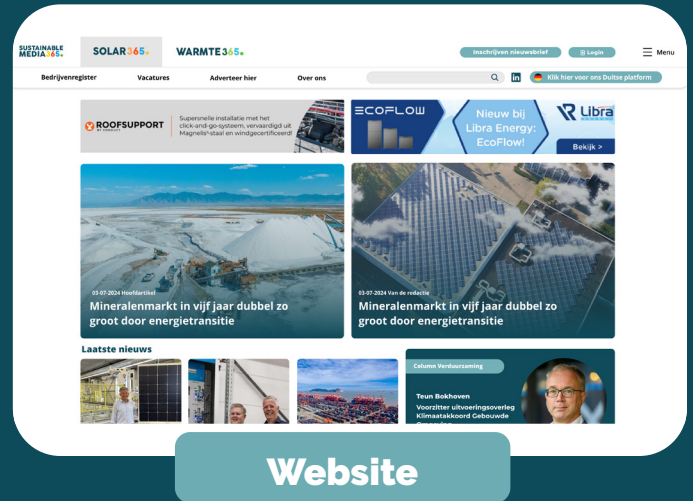 SUSTAINABLE
MEDIA365.
SOLAR365.
WARMTE365.
Inschrijven nieuwsbrief
Login
Menu
Bedrijvenregister
Vacatures
Adverteer hier
Over ons
in
Klik hier voor ons Duitse platform
ROOFSUPPORT
Supersnelle installatie met het
click-and-go-systeem, vervaardigd uit
Magnelis®-staal en windgecertificeerd!
ECOFLOW
Nieuw bij
Libra Energy:
EcoFlow!
Libra
Bekijk >
03-07-2024 Hoofdartikel
Mineralenmarkt in vijf jaar dubbel zo
groot door energietransitie
03-07-2024 Van de redactie
Mineralenmarkt in vijf jaar dubbel zo
groot door energietransitie
Laatste nieuws
Column Verduurzaming
Teun Bokhoven
Voorzitter uitvoeringsoverleg
Klimaatakkoord Gebouwde
Website